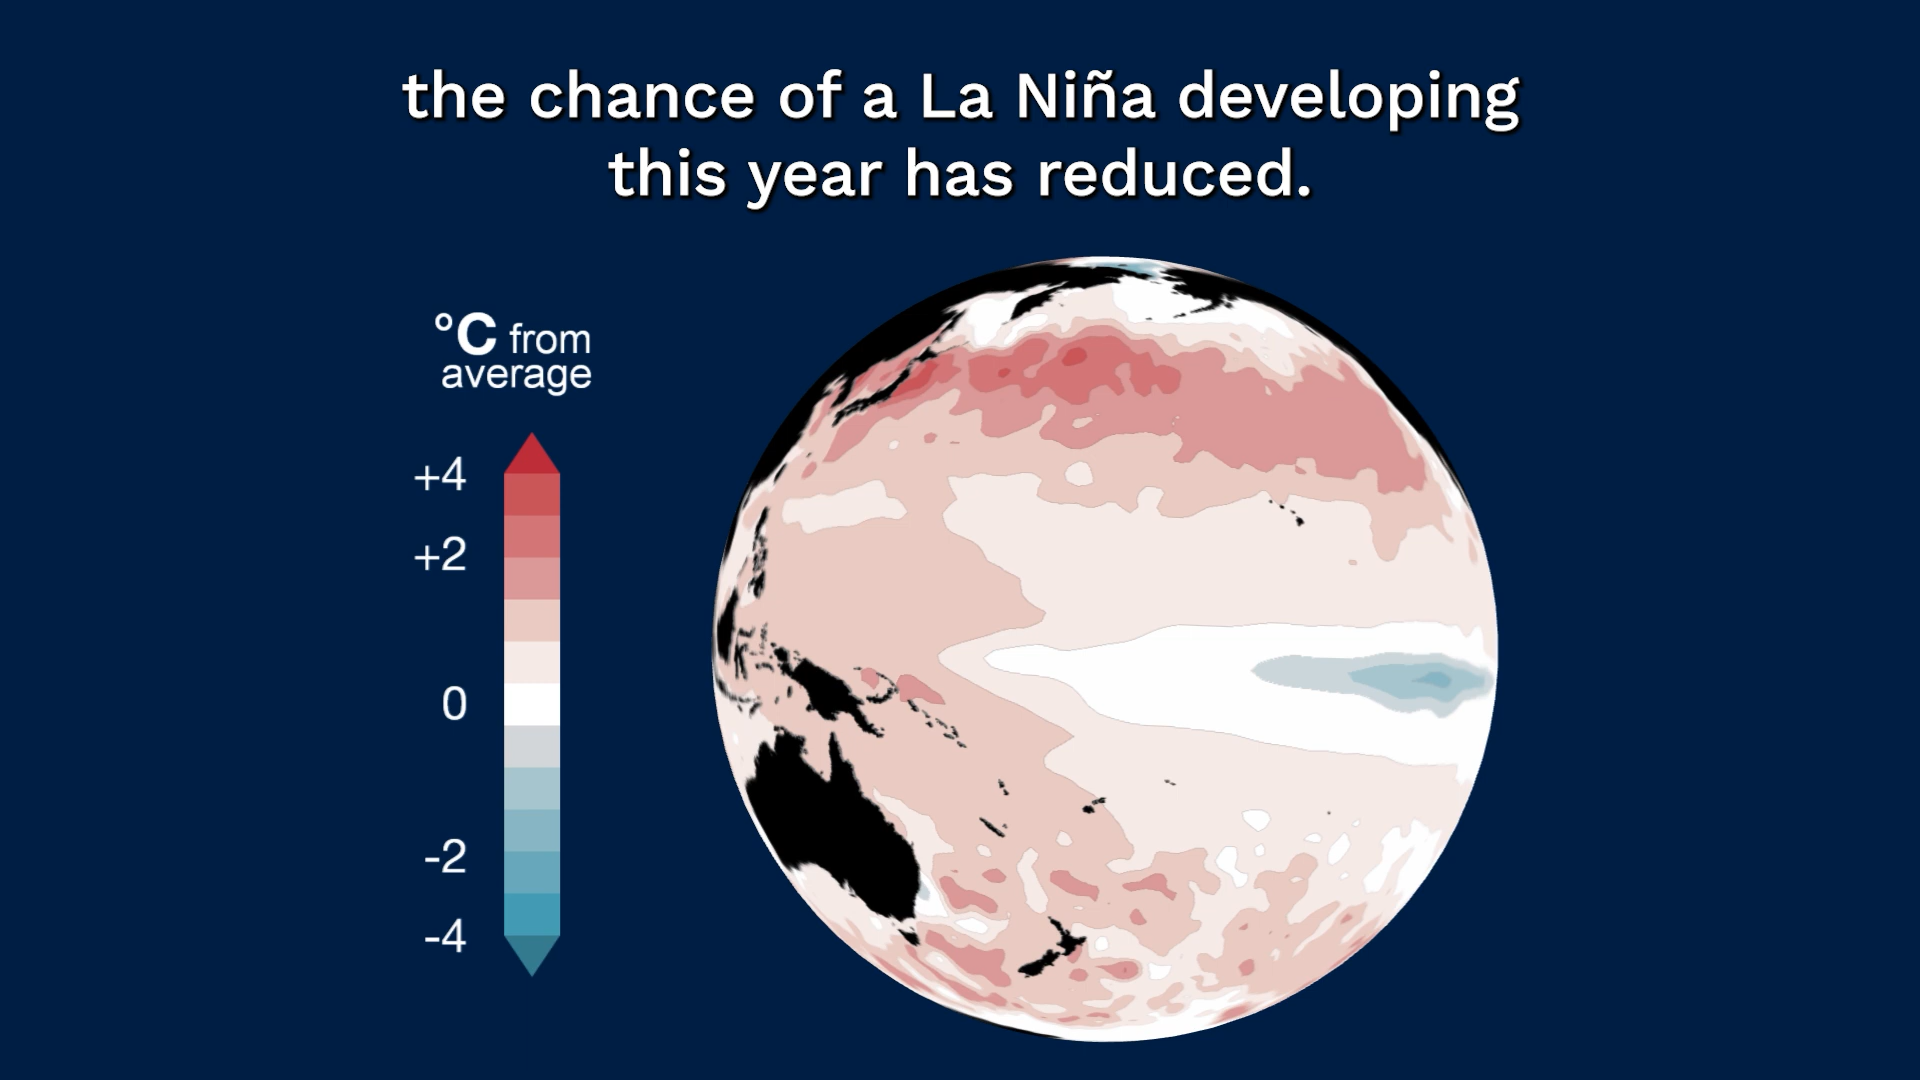 the chance of a La Niña developing
this year has reduced.
°C from
average
+4
+2
0
-2
-4